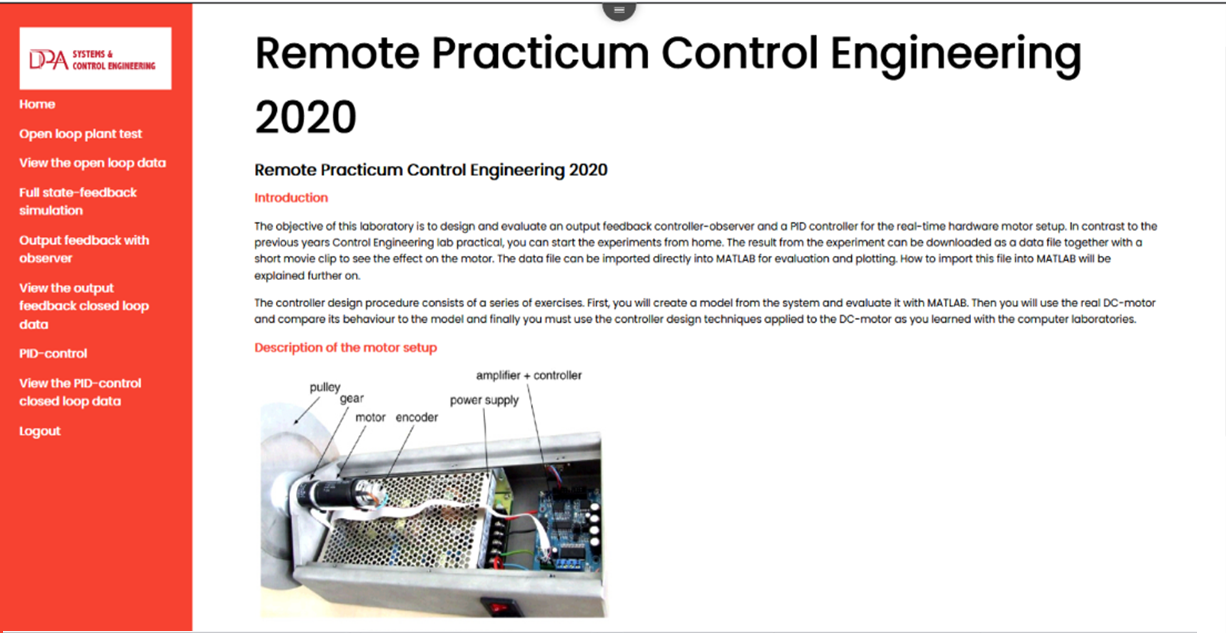 DPA SYSTEMS &
CONTROL ENGINEERING
Home
Open loop plant test
View the open loop data
Full state-feedback
simulation
Output feedback with
observer
View the output
feedback closed loop
data
PID-control
View the PID-control
closed loop data
Logout
Remote Practicum Control Engineering
2020
Remote Practicum Control Engineering 2020
Introduction
The objective of this laboratory is to design and evaluate an output feedback controller-observer and a PID controller for the real-time hardware motor setup. In contrast to the
previous years Control Engineering lab practical, you can start the experiments from home. The result from the experiment can be downloaded as a data file together with a
short movie clip to see the effect on the motor. The data file can be imported directly into MATLAB for evaluation and plotting. How to import this file into MATLAB will be
explained further on.
The controller design procedure consists of a series of exercises. First, you will create a model from the system and evaluate it with MATLAB. Then you will use the real DC-motor
and compare its behaviour to the model and finally you must use the controller design techniques applied to the DC-motor as you learned with the computer laboratories.
Description of the motor setup
amplifier + controller
pulley
gear
power supply
motor
encoder